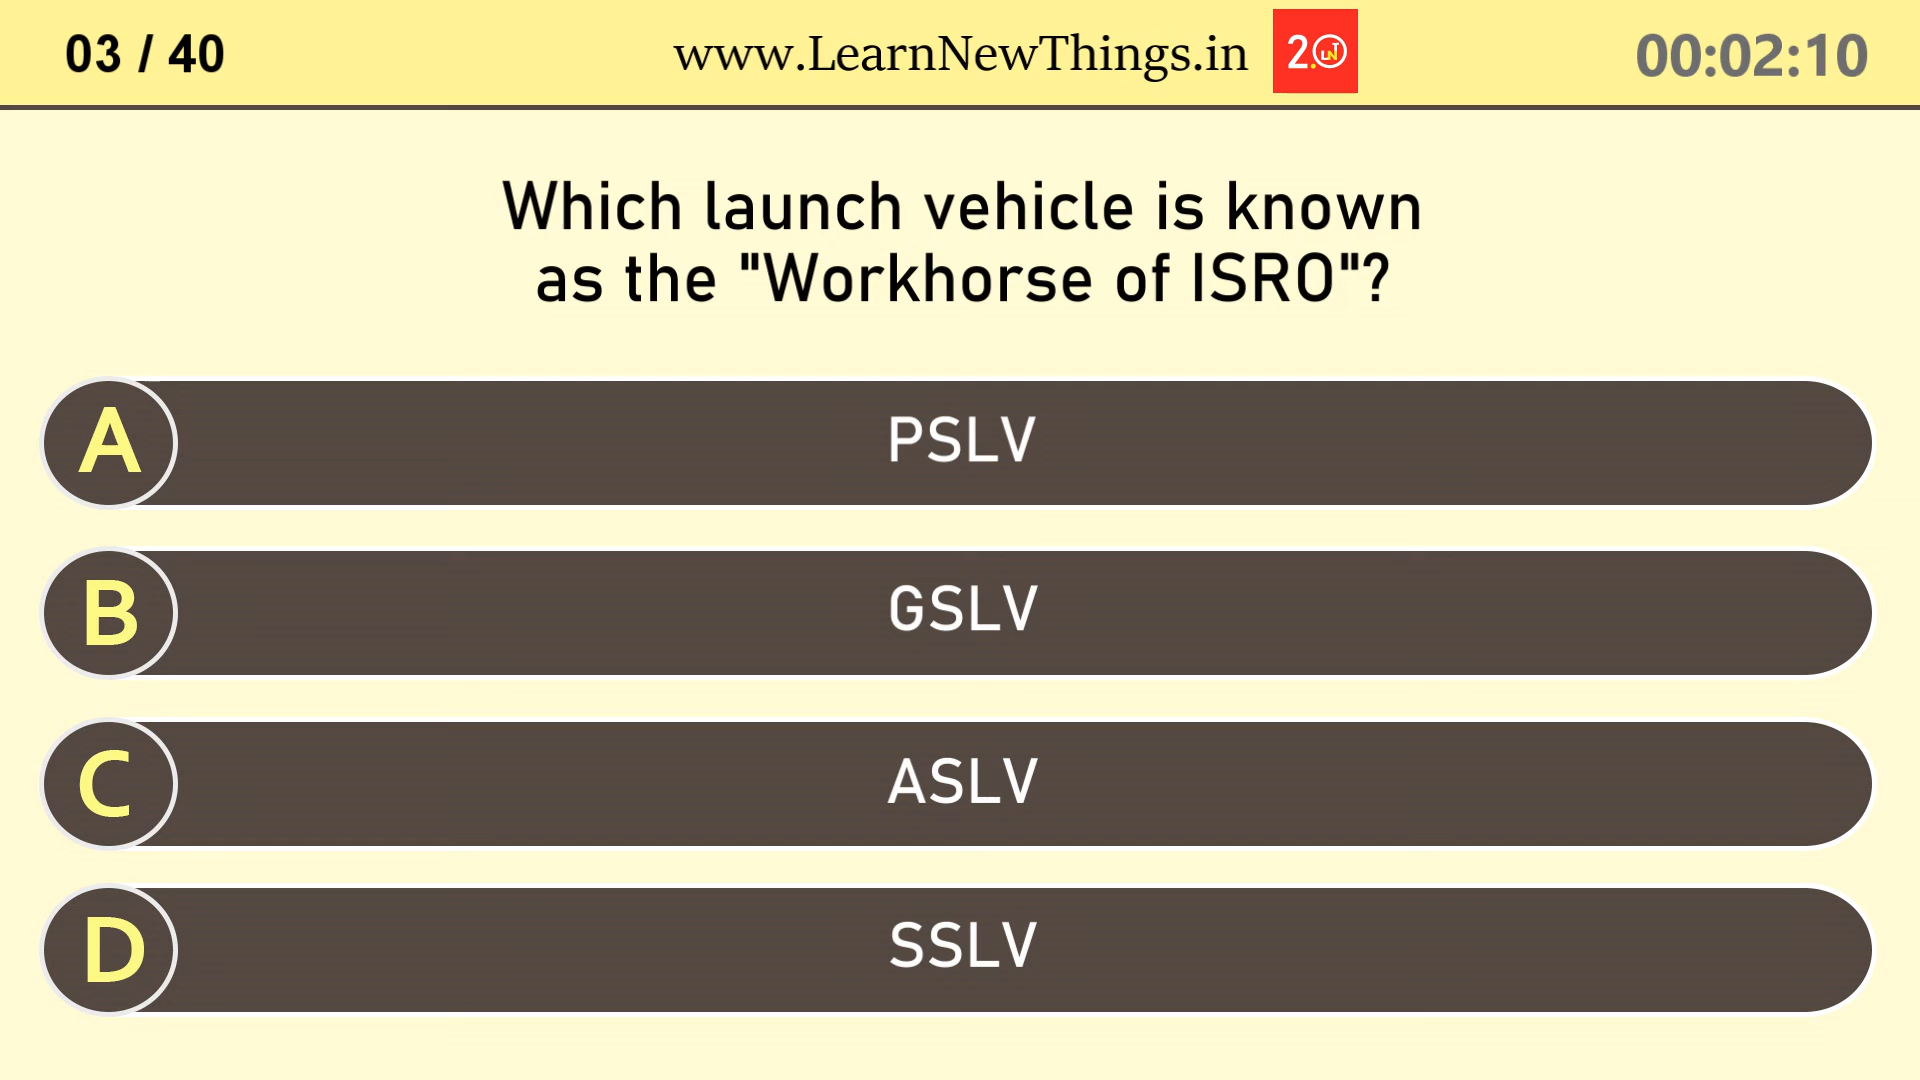 03 / 40
www.LearnNewThings.in
2.0 LNT
00:02:10
Which launch vehicle is known
as the "Workhorse of ISRO"?
A PSLV
B GSLV
C ASLV
D SSLV